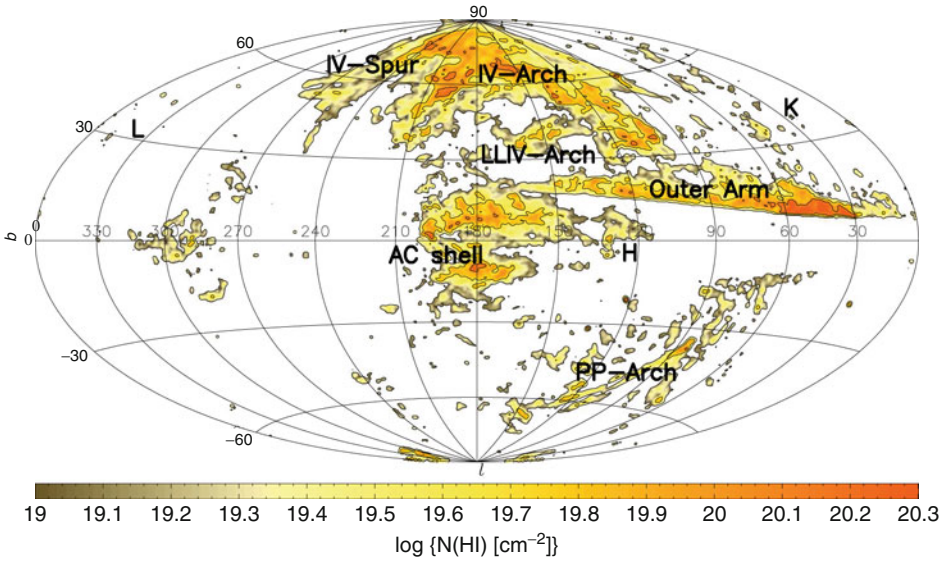 90
60
IV-Spur
IV-Arch
K
L
30
LLIV-Arch
Outer Arm
0
330 270 240 210 180 150 90 60 30
b 0
AC shell H
-30
PP-Arch
-60
l
19 19.1 19.2 19.3 19.4 19.5 19.6 19.7 19.8 19.9 20 20.1 20.2 20.3
log {N(HI) [cm⁻²]}